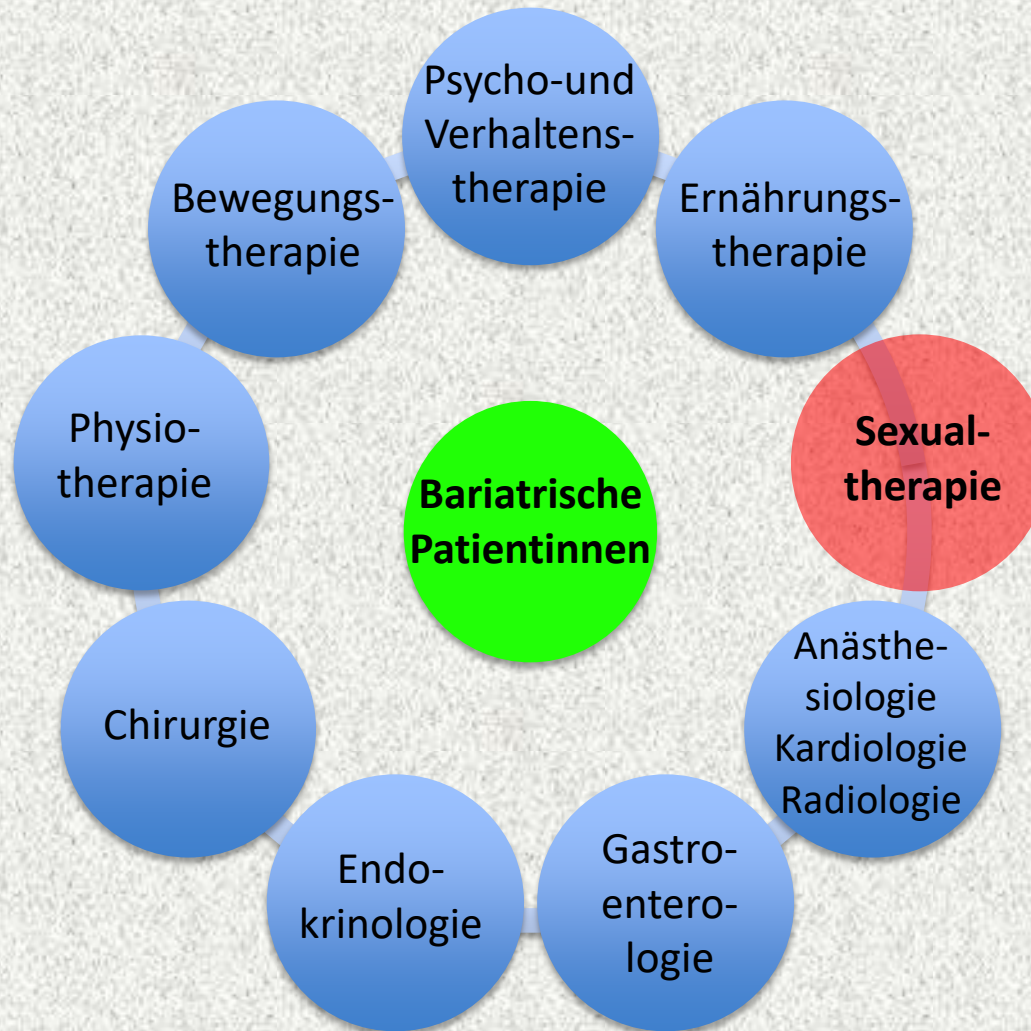 Psycho-und
Verhaltens-
therapie
Ernährungs-
therapie
Sexual-
therapie
Anästhe-
siologie
Kardiologie
Radiologie
Gastro-
entero-
logie
Endo-
krinologie
Chirurgie
Physio-
therapie
Bewegungs-
therapie
Bariatrische
Patientinnen